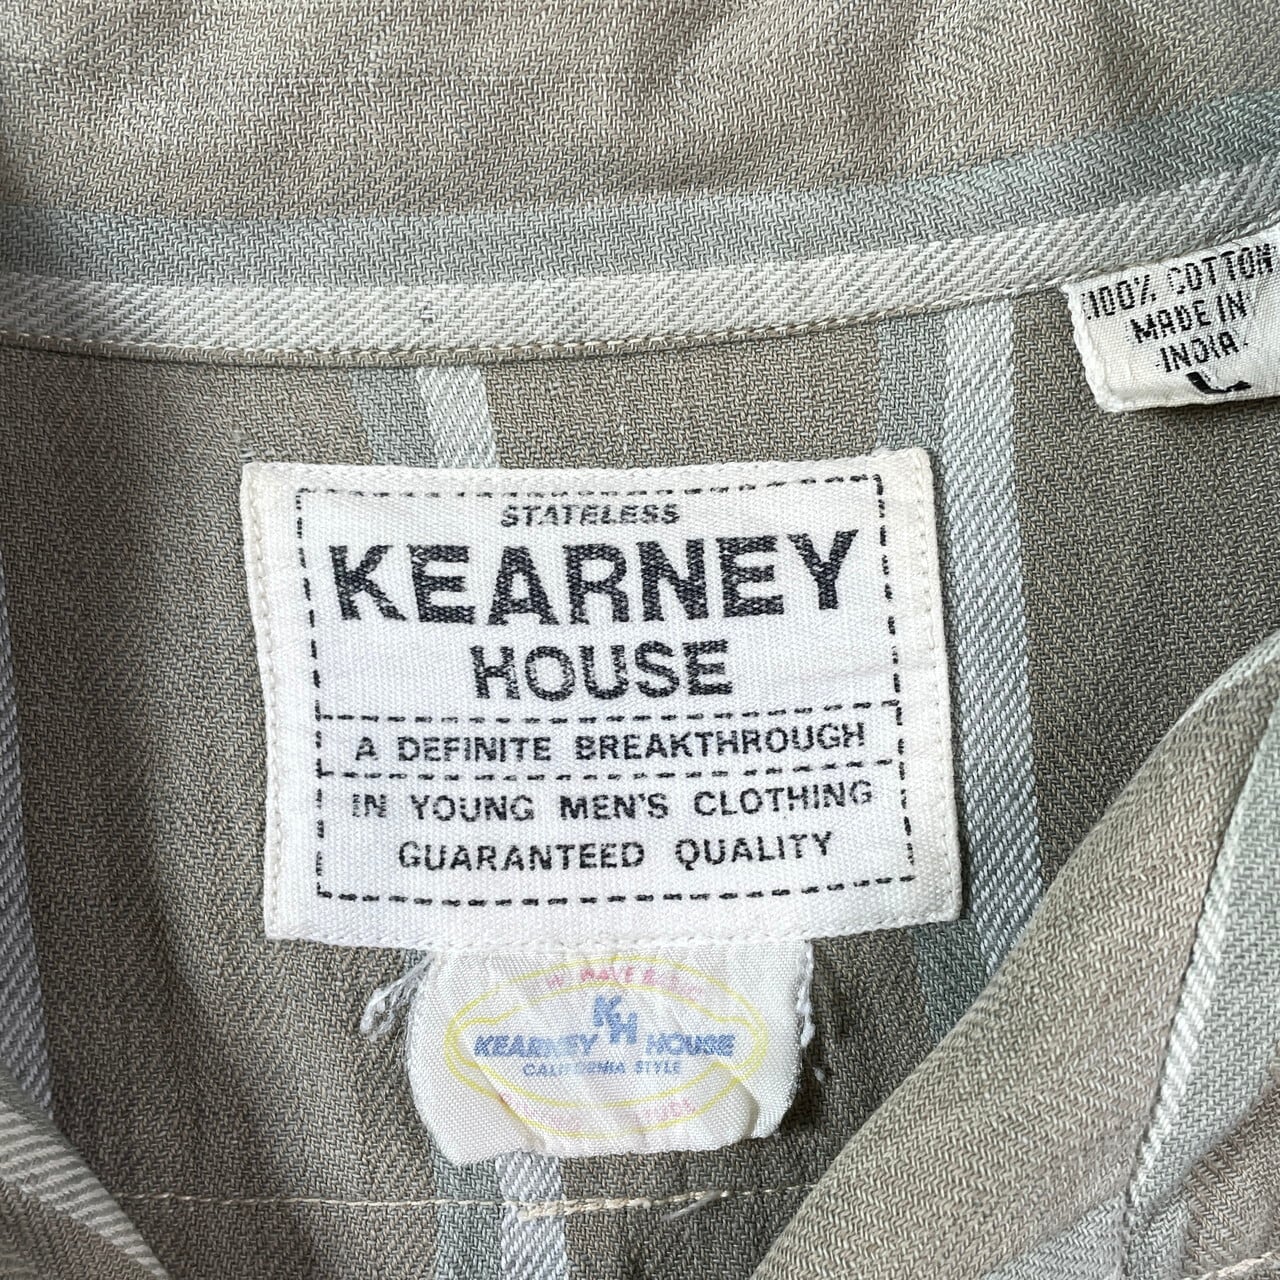 100% COTTON
MADE IN
INDIA
L
STATELESS
KEARNEY
HOUSE
A DEFINITE BREAKTHROUGH
IN YOUNG MEN'S CLOTHING
GUARANTEED QUALITY
KH
KEARNEY HOUSE
CALIFORNIA STYLE